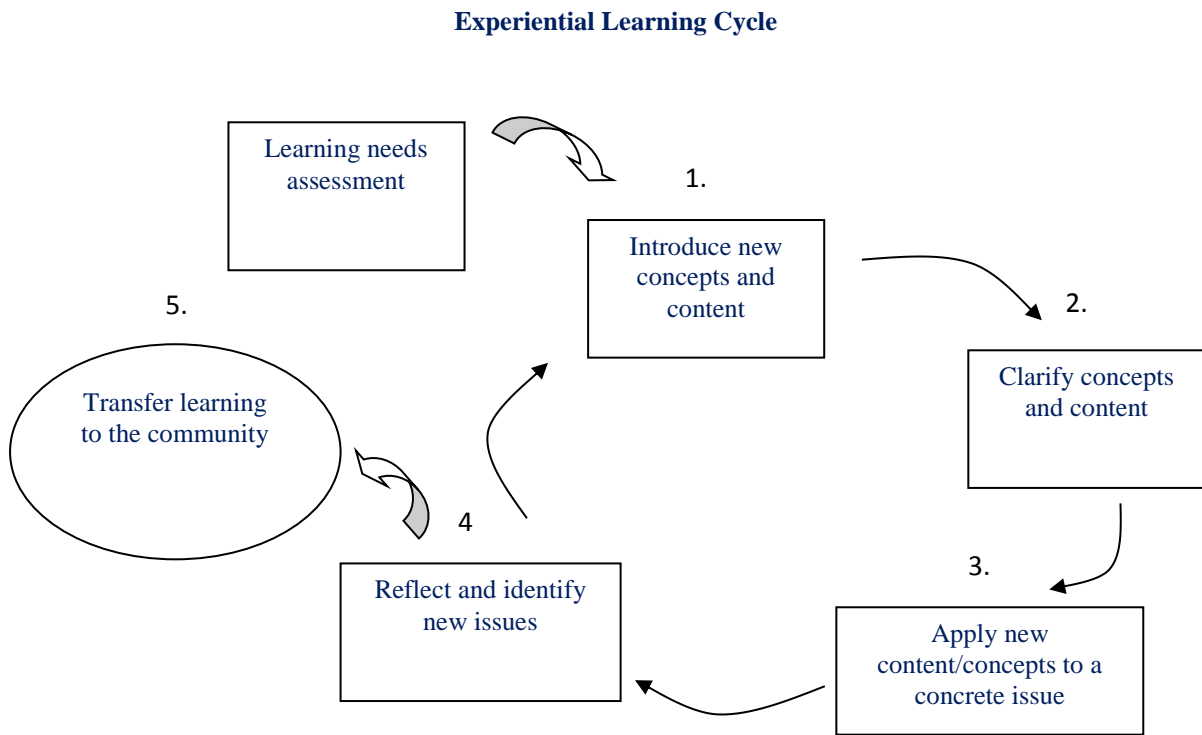 Experiential Learning Cycle
Learning needs
assessment
1.
Introduce new
concepts and
content
2.
Clarify concepts
and content
3.
Apply new
content/concepts to a
concrete issue
4
Reflect and identify
new issues
5.
Transfer learning
to the community